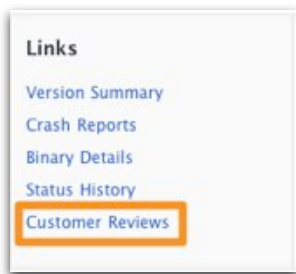 Links
Version Summary
Crash Reports
Binary Details
Status History
Customer Reviews